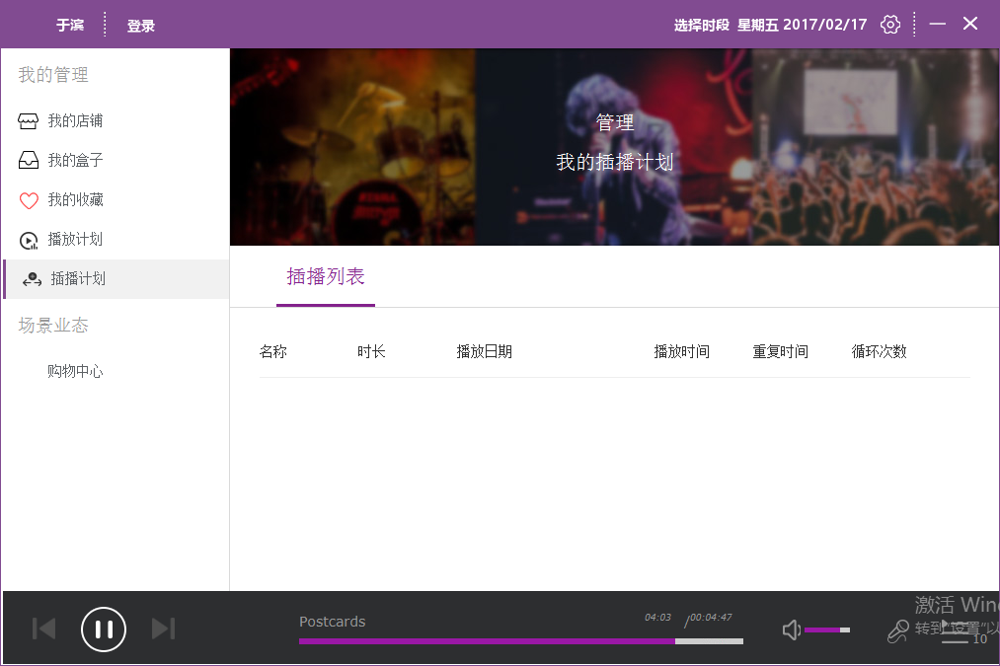 于滨 登录 选择时段 星期五 2017/02/17
我的管理
我的店铺
我的盒子
我的收藏
播放计划
插播计划
场景业态
购物中心
管理
我的插播计划
插播列表
名称 时长 播放日期 播放时间 重复时间 循环次数
Postcards 04:03 /00:04:47
激活 Win
转到"设置"以
10